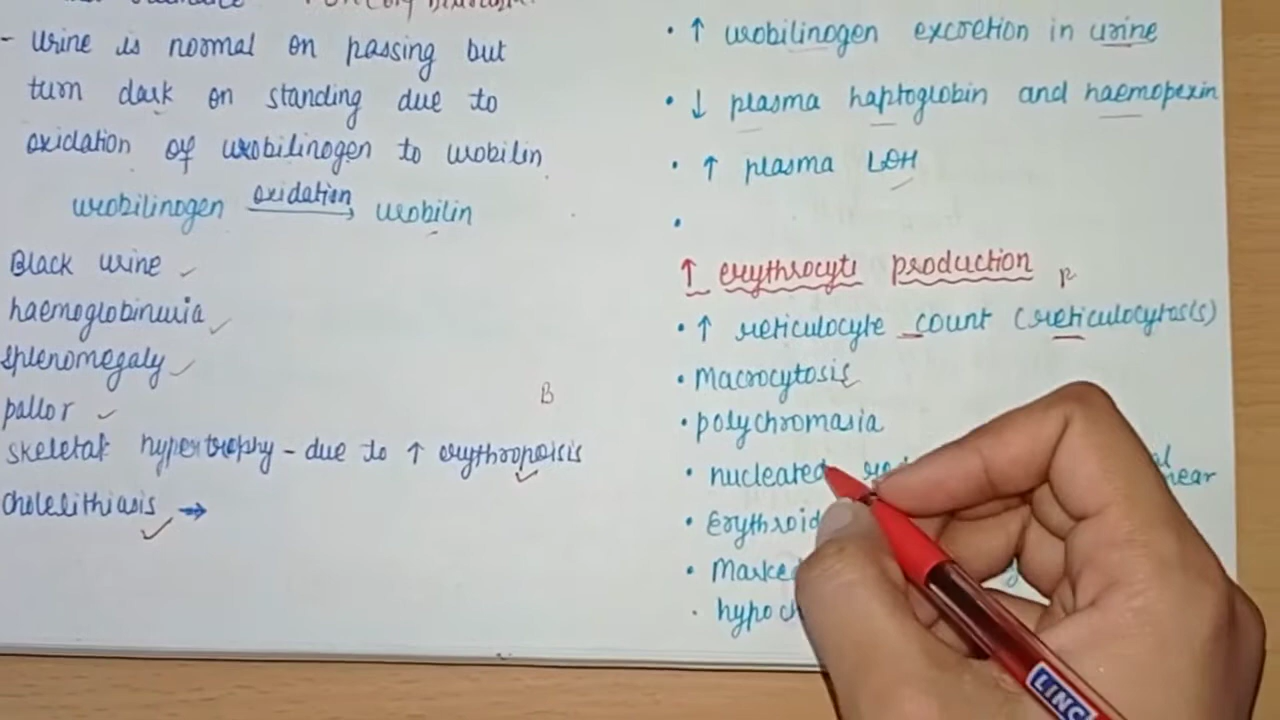 - Urine is normal on passing but
turn dark on standing due to
oxidation of urobilinogen to urobilin
urobilinogen oxidation urobilin
Black urine
haemoglobinuria
splenomegaly
pallor
skeletal hypertrophy - due to ↑ erythropoisis
cholelithiasis →
B
• ↑ urobilinogen excretion in urine
• ↓ plasma haptoglobin and haemopexin
• ↑ plasma LDH
•
↑ erythrocyte production
• ↑ reticulocyte count (reticulocytosis)
• Macrocytosis
• polychromasia
• nucleated
• Erythroid
•
• hypo
LINC